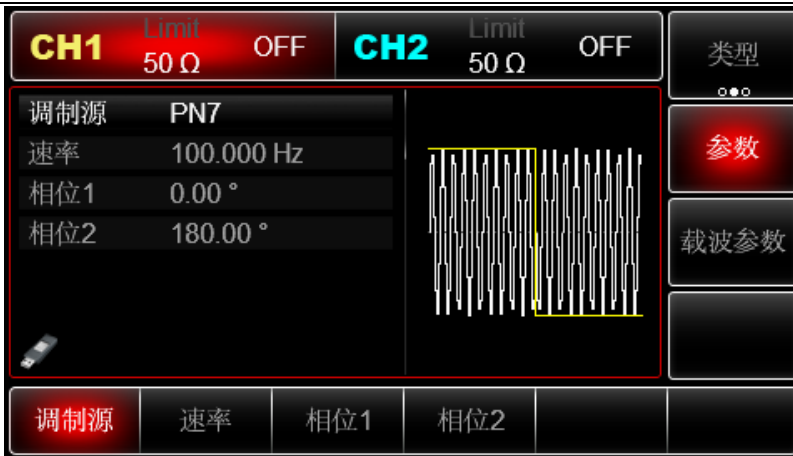 CH1 Limit 50 Ω OFF
CH2 Limit 50 Ω OFF
类型
调制源 PN7
速率 100.000 Hz
相位1 0.00 °
相位2 180.00 °
参数
载波参数
调制源 速率 相位1 相位2